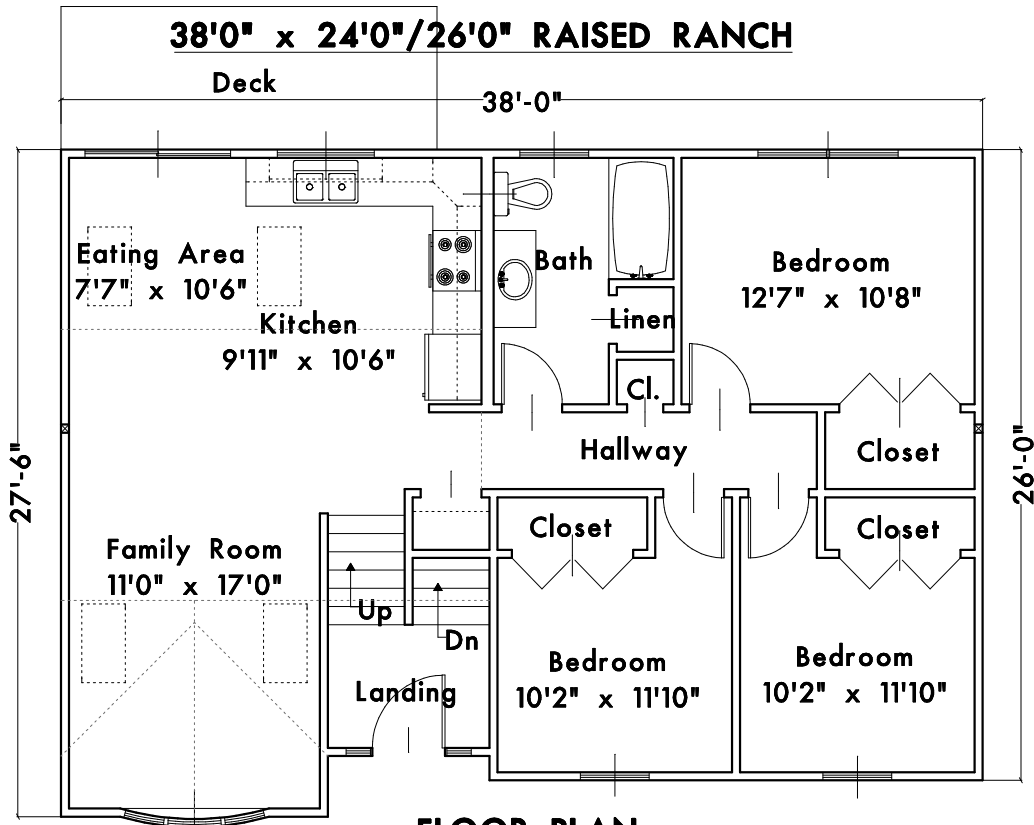 38'0" x 24'0"/26'0" RAISED RANCH
Deck
38'-0"
Eating Area
7'7" x 10'6"
Kitchen
9'11" x 10'6"
Bath
Linen
Cl.
Bedroom
12'7" x 10'8"
Hallway
Closet
27'-6"
26'-0"
Family Room
11'0" x 17'0"
Closet
Closet
Up
Dn
Landing
Bedroom
10'2" x 11'10"
Bedroom
10'2" x 11'10"
FLOOR PLAN